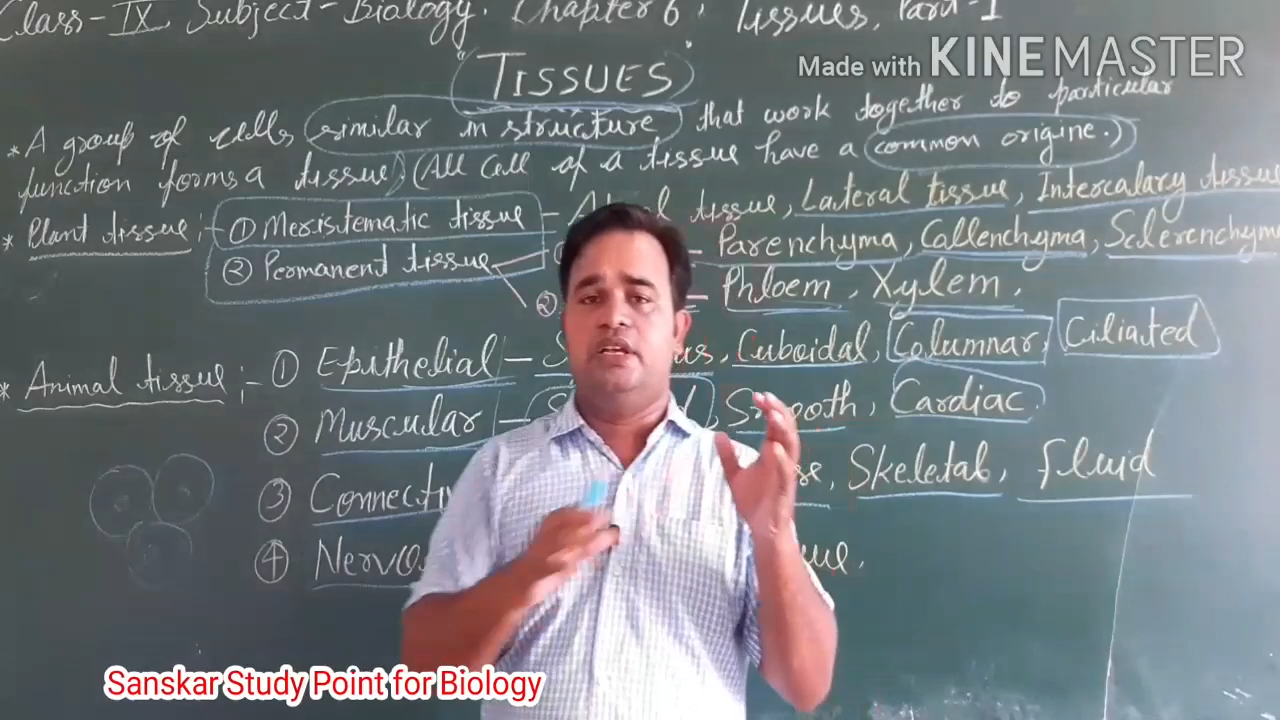 Class - IX Subject - Biology. Chapter 6, Tissues, Part - I
Made with KINEMASTER
"TISSUES"
* A group of cells similar in structure, that work together to particular
function forms a tissue (All cell of a tissue have a common origine.)
* Plant tissue :- ① Meristematic tissue - tissue, Lateral tissue, Intercalary tissue
② Permanent tissue - Parenchyma, Collenchyma, Sclerenchyma
② - Phloem, Xylem.
* Animal tissue :- ① Epithelial - Cuboidal, Columnar, Ciliated
② Muscular - Smooth, Cardiac.
③ Skeletal, fluid
④
Sanskar Study Point for Biology